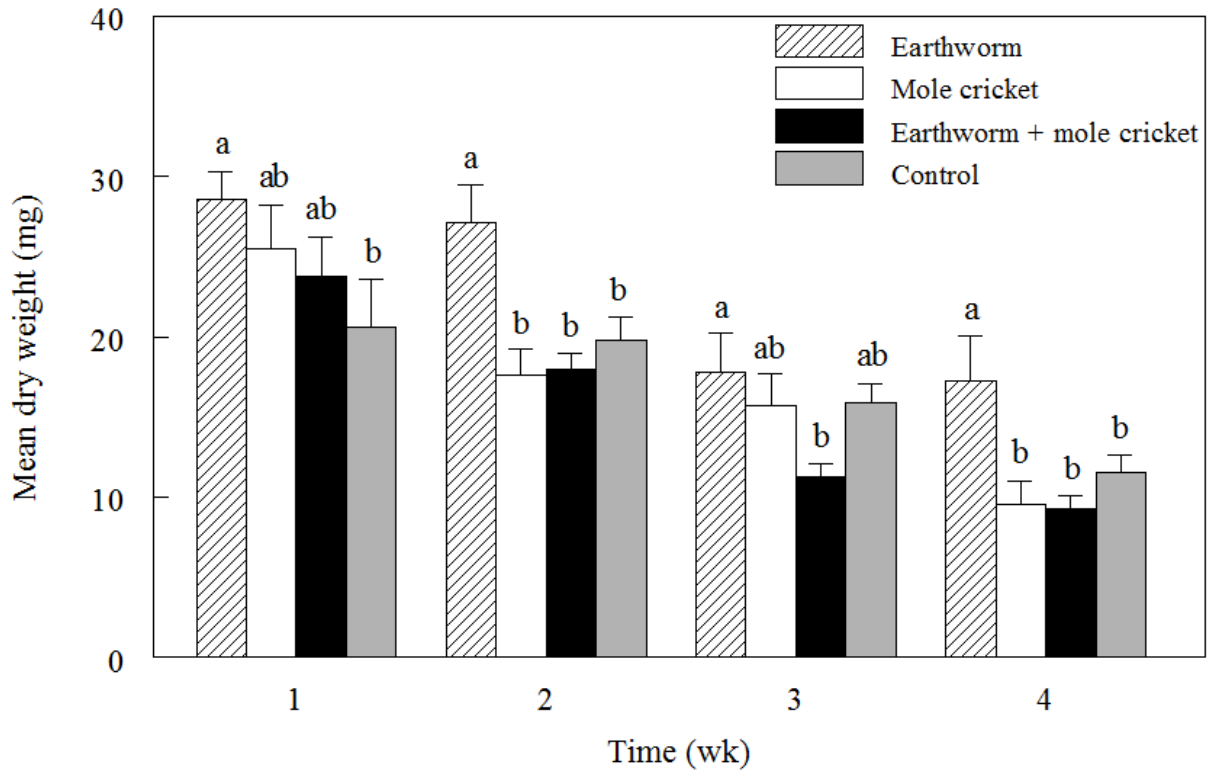 40
30
20
10
0
Mean dry weight (mg)
Earthworm
Mole cricket
Earthworm + mole cricket
Control
a ab ab b
a b b b
a ab b ab
a b b b
1 2 3 4
Time (wk)